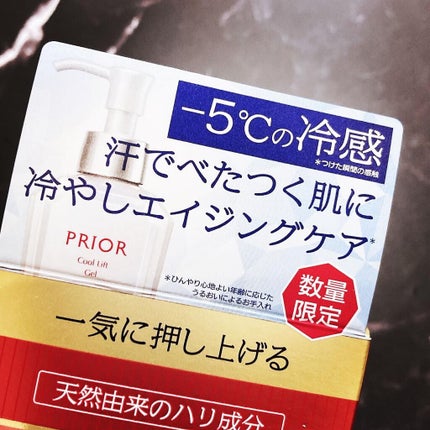 -5℃の冷感
*つけた瞬間の感触
汗でべたつく肌に
冷やしエイジングケア*
PRIOR
Cool Lift
Gel
*ひんやり心地よい年齢に応じた
うるおいによるお手入れ
数量
限定
一気に押し上げる
天然由来のハリ成分